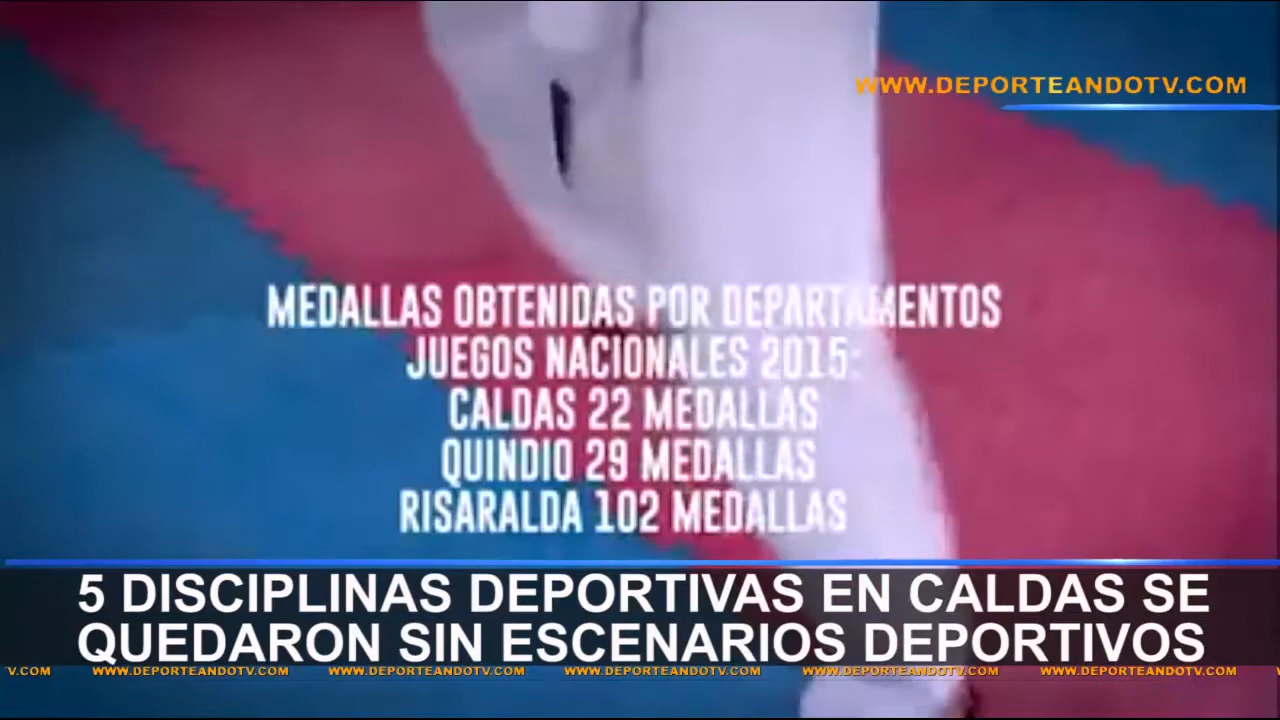 WWW.DEPORTEANDOTV.COM
MEDALLAS OBTENIDAS POR DEPARTAMENTOS
JUEGOS NACIONALES 2015:
CALDAS 22 MEDALLAS
QUINDIO 29 MEDALLAS
RISARALDA 102 MEDALLAS
5 DISCIPLINAS DEPORTIVAS EN CALDAS SE
QUEDARON SIN ESCENARIOS DEPORTIVOS
V.COM WWW.DEPORTEANDOTV.COM WWW.DEPORTEANDOTV.COM WWW.DEPORTEANDOTV.COM WWW.DEPORTEANDOTV.COM WWW.DEPORTEANDOTV.COM